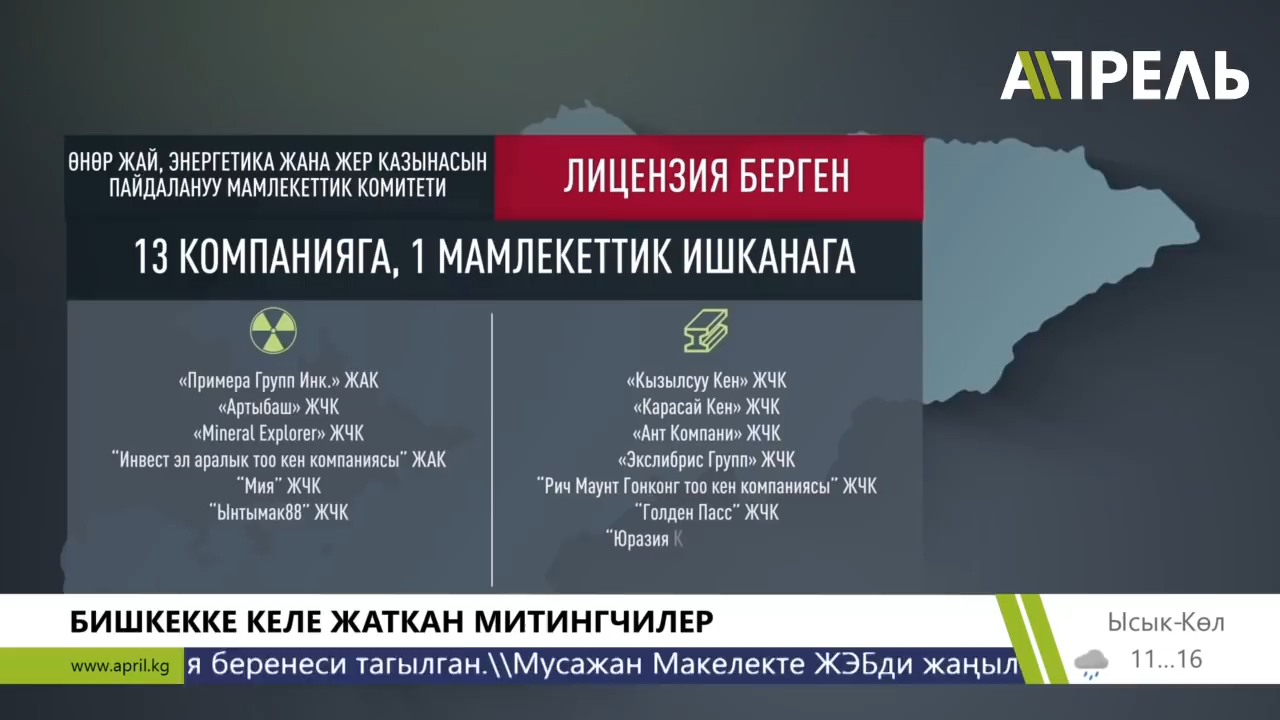 АПРЕЛЬ
ӨНӨР ЖАЙ, ЭНЕРГЕТИКА ЖАНА ЖЕР КАЗЫНАСЫН
ПАЙДАЛАНУУ МАМЛЕКЕТТИК КОМИТЕТИ
ЛИЦЕНЗИЯ БЕРГЕН
13 КОМПАНИЯГА, 1 МАМЛЕКЕТТИК ИШКАНАГА
«Примера Групп Инк.» ЖАК
«Артыбаш» ЖЧК
«Mineral Explorer» ЖЧК
“Инвест эл аралык тоо кен компаниясы” ЖАК
“Мия” ЖЧК
“Ынтымак88” ЖЧК
«Кызылсуу Кен» ЖЧК
«Карасай Кен» ЖЧК
«Ант Компани» ЖЧК
«Экслибрис Групп» ЖЧК
“Рич Маунт Гонконг тоо кен компаниясы” ЖЧК
“Голден Пасс” ЖЧК
“Юразия К
БИШКЕККЕ КЕЛЕ ЖАТКАН МИТИНГЧИЛЕР
Ысык-Көл
11...16
www.april.kg
я беренеси тагылган.\\Мусажан Макелекте ЖЭБди жаңыл